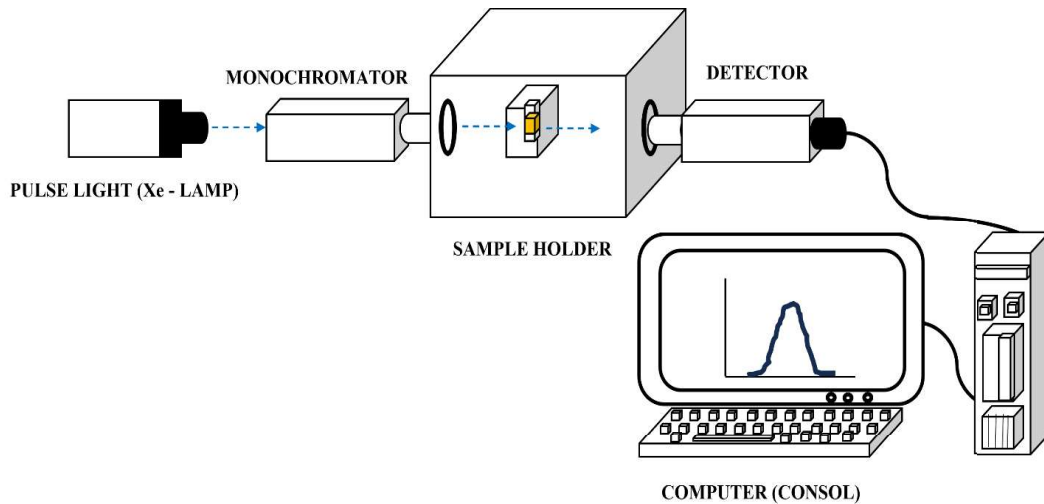 MONOCHROMATOR
DETECTOR
PULSE LIGHT (Xe - LAMP)
SAMPLE HOLDER
COMPUTER (CONSOL)